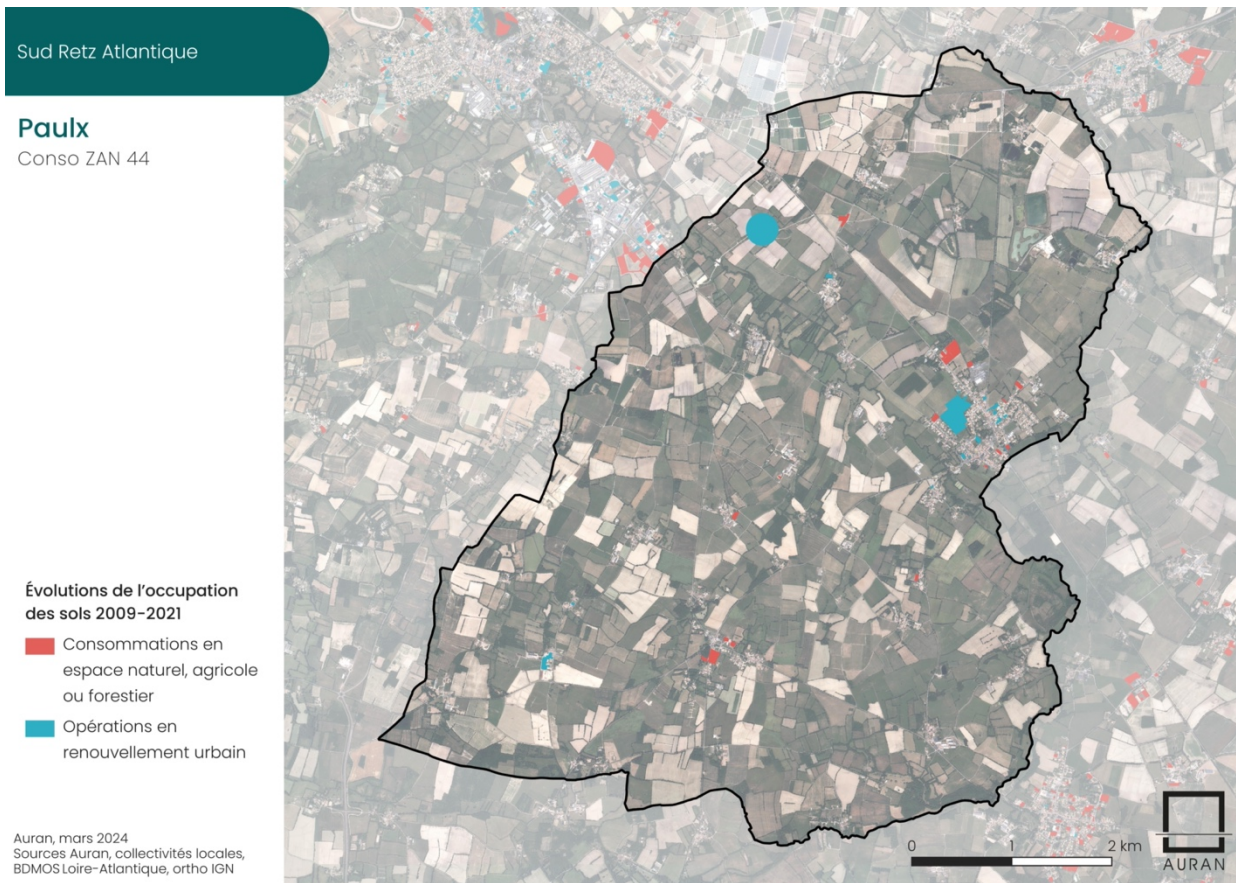 Sud Retz Atlantique
Paulx
Conso ZAN 44
Évolutions de l'occupation
des sols 2009-2021
Consommations en
espace naturel, agricole
ou forestier
Opérations en
renouvellement urbain
Auran, mars 2024
Sources Auran, collectivités locales,
BDMOS Loire-Atlantique, ortho IGN
0 1 2 km
AURAN